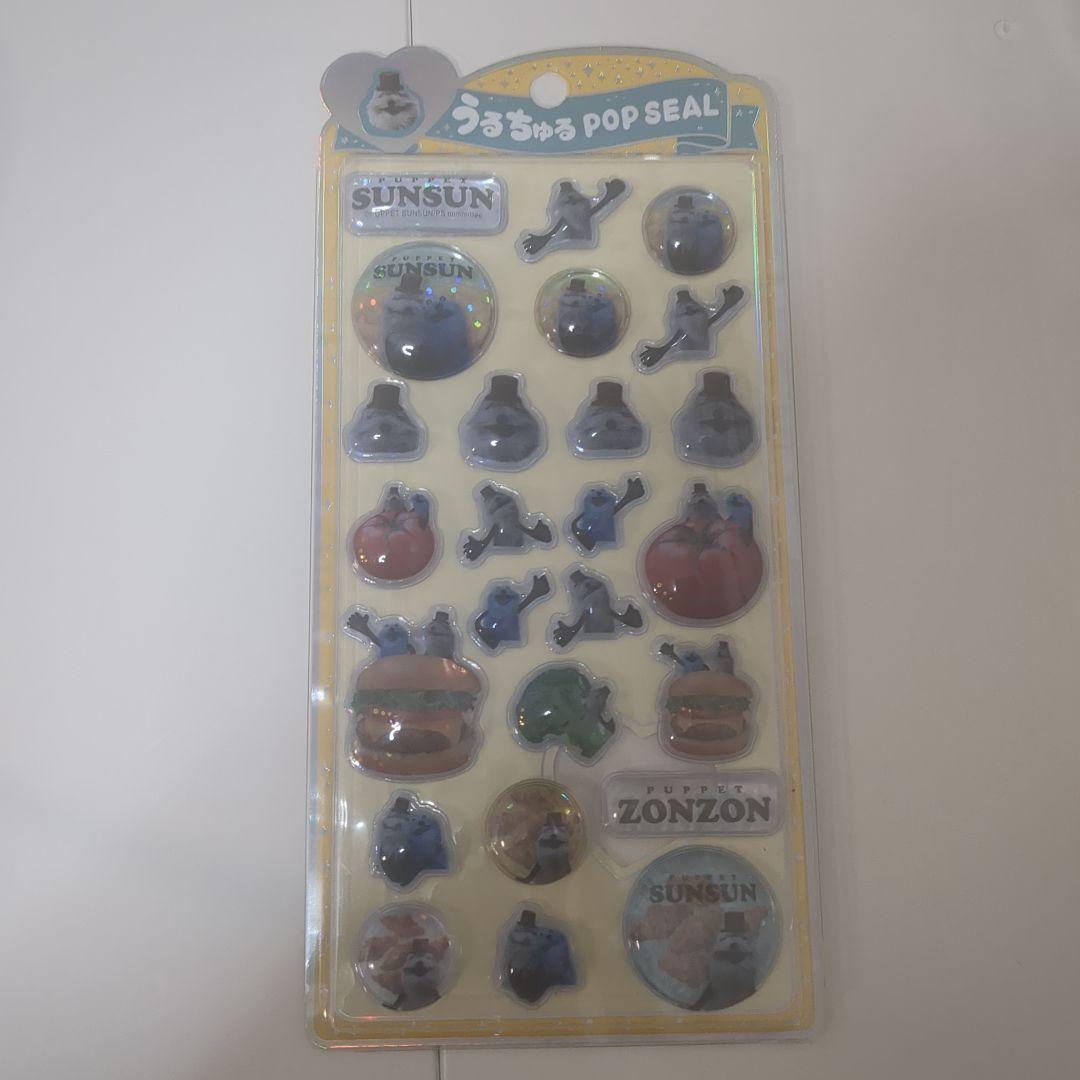 うるちゅる POP SEAL
PUPPET
SUNSUN
©PUPPET SUNSUN/PS committee
PUPPET
SUNSUN
PUPPET
ZONZON
PUPPET
SUNSUN